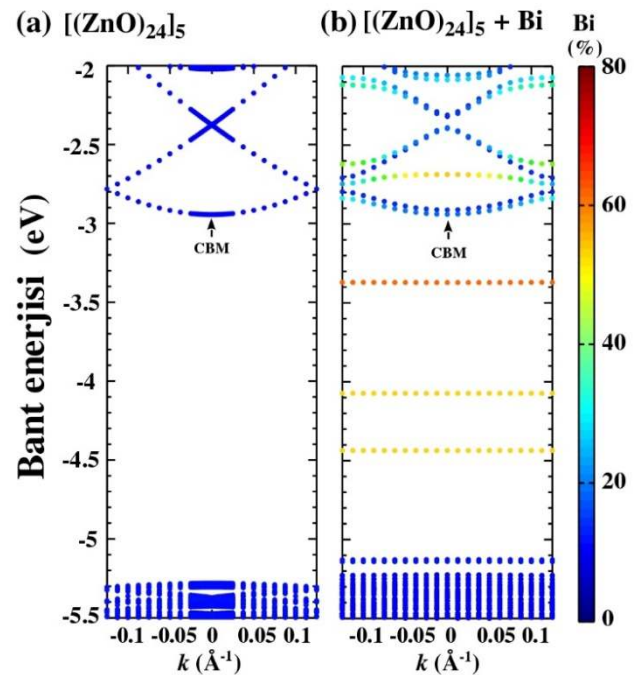 (a) [(ZnO)₂₄]₅
(b) [(ZnO)₂₄]₅ + Bi
Bi
(%)
Bant enerjisi (eV)
-2
-2.5
-3
-3.5
-4
-4.5
-5
-5.5
CBM
CBM
80
60
40
20
0
-0.1 -0.05 0 0.05 0.1
-0.1 -0.05 0 0.05 0.1
k (Å⁻¹)
k (Å⁻¹)